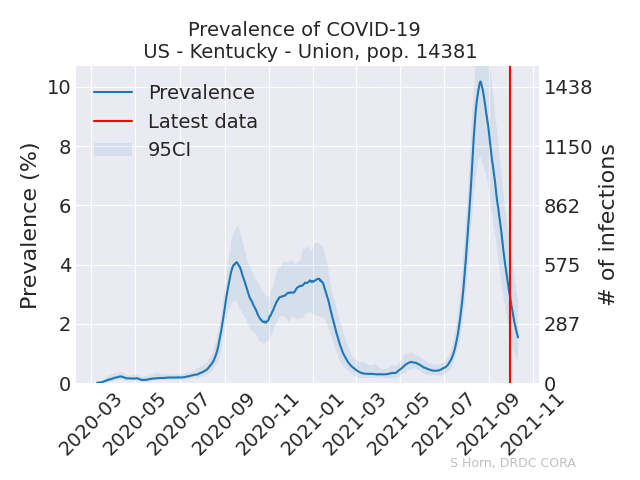 Prevalence of COVID-19
US - Kentucky - Union, pop. 14381
Prevalence (%)
10
8
6
4
2
0
Prevalence
Latest data
95CI
1438
1150
862
575
287
0
# of infections
2020-03
2020-05
2020-07
2020-09
2020-11
2021-01
2021-03
2021-05
2021-07
2021-09
2021-11
S Horn, DRDC CORA